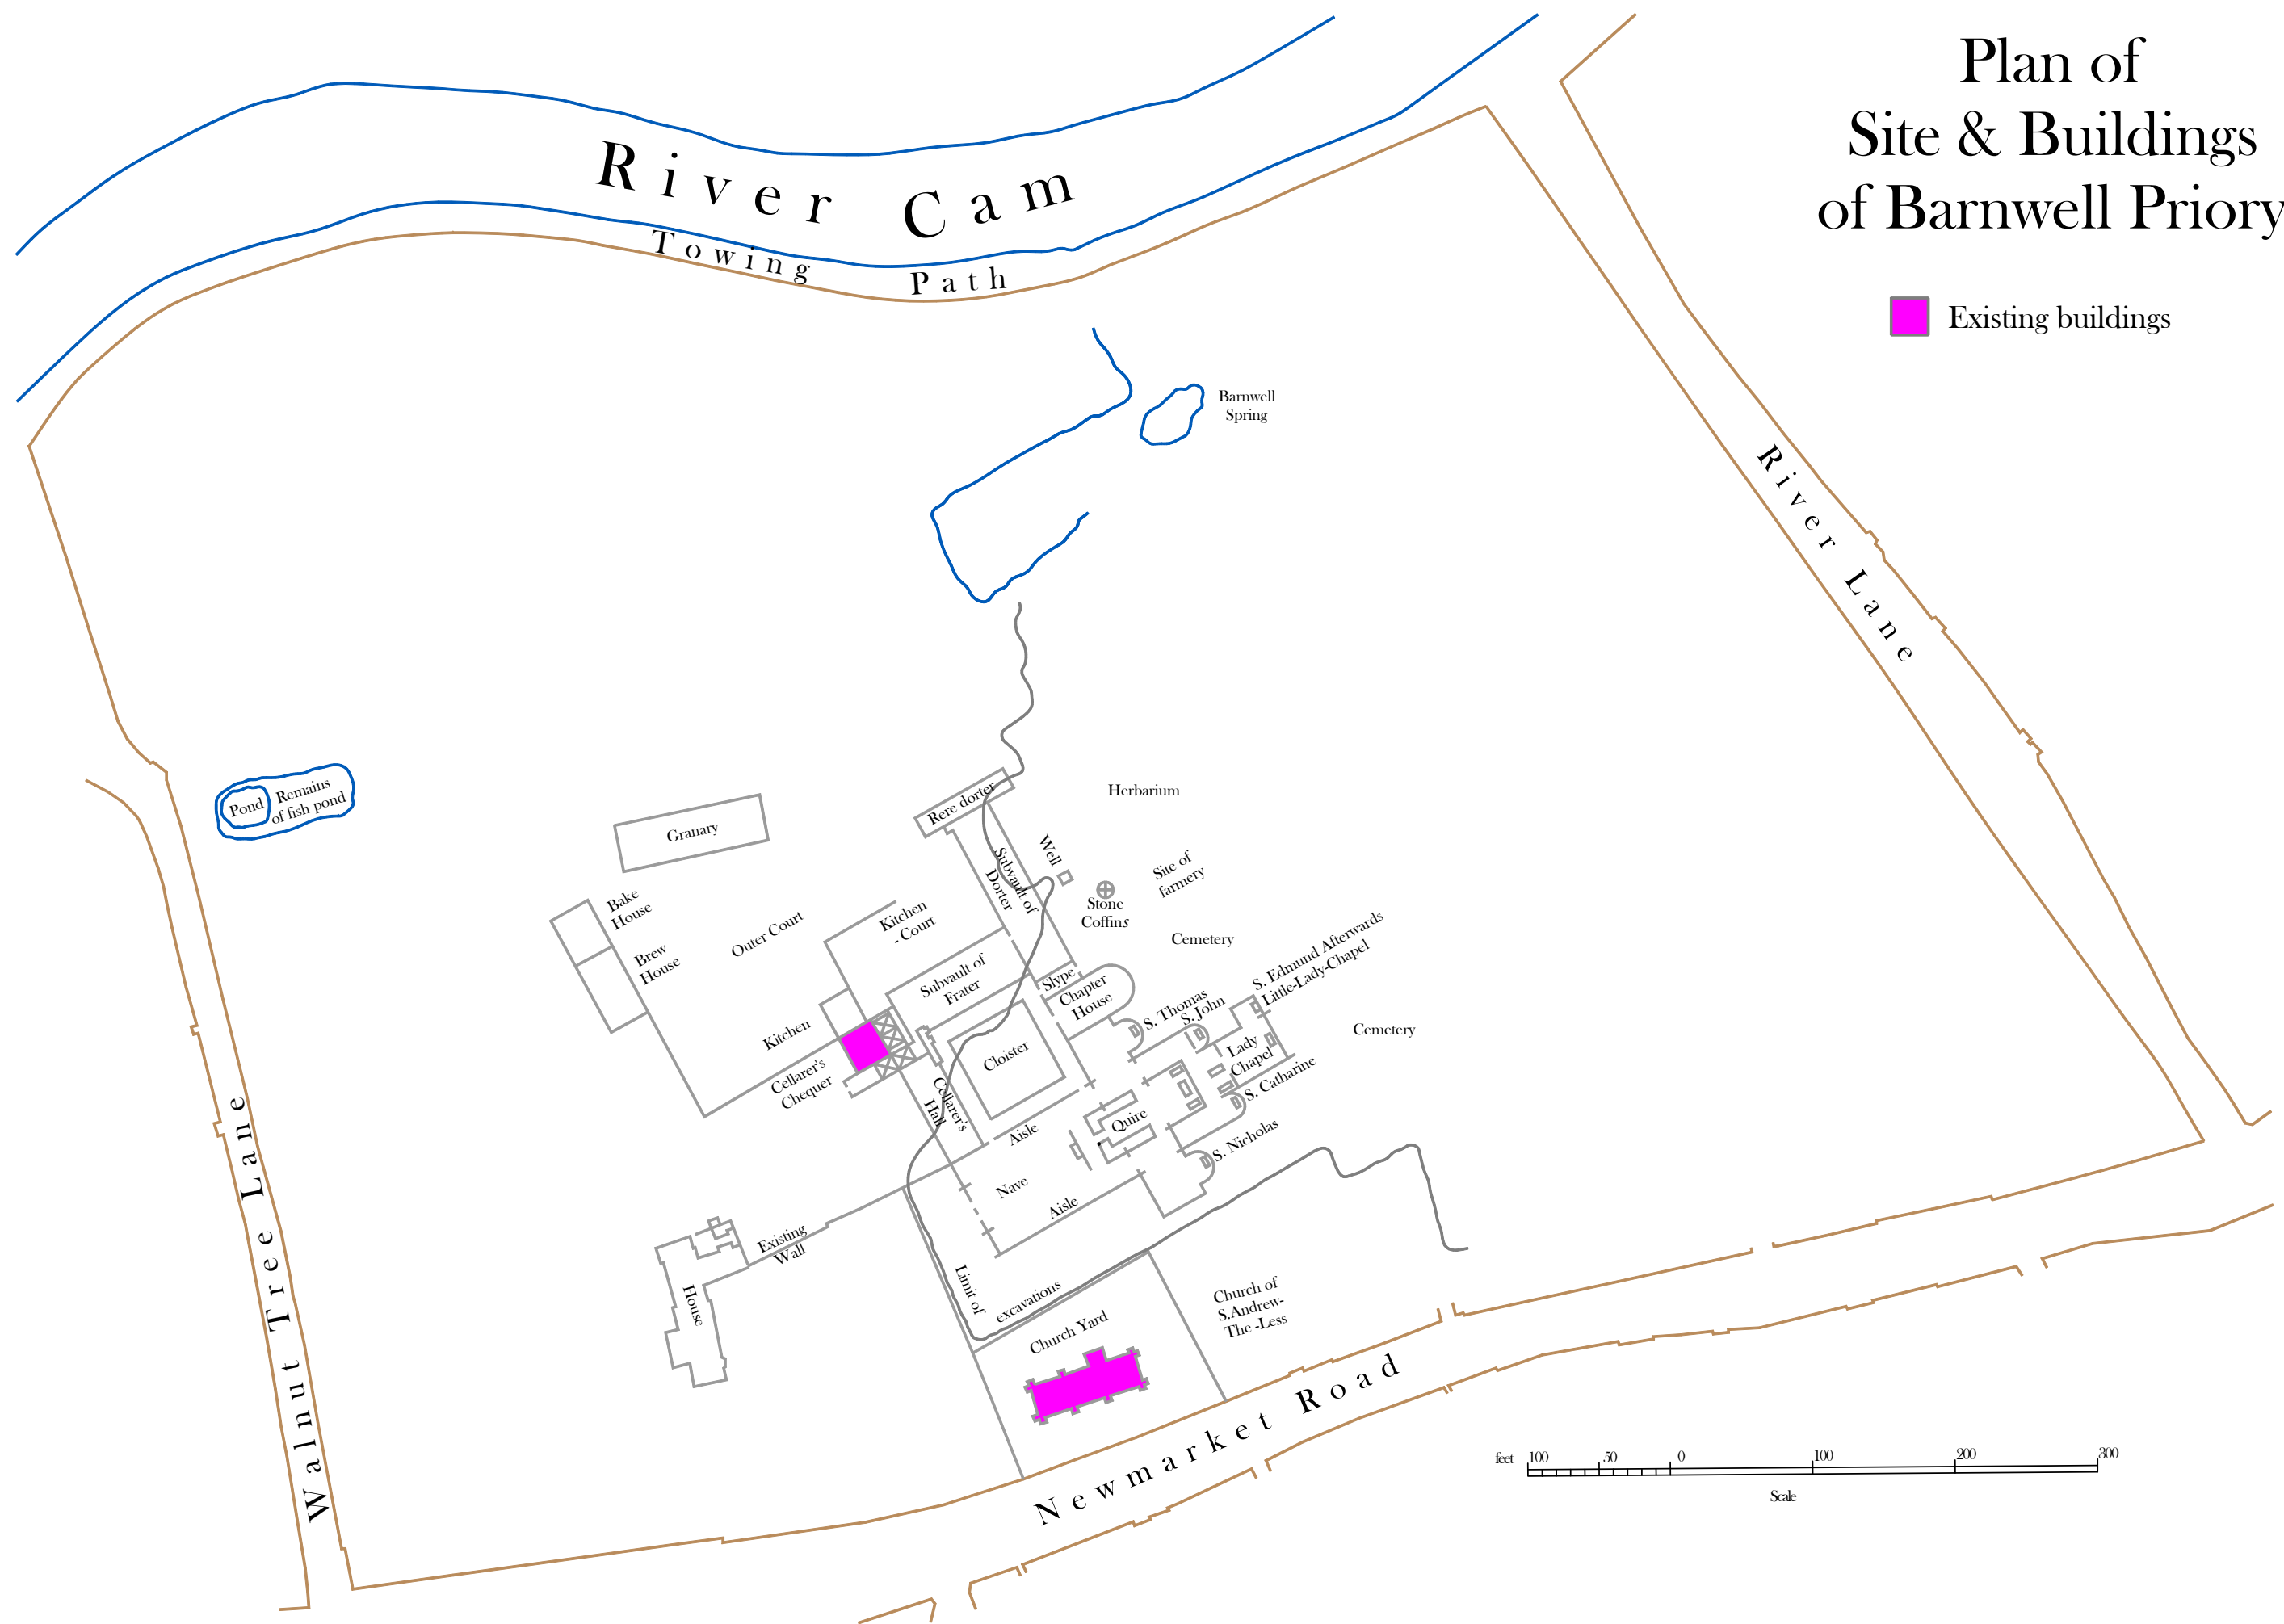 Plan of
Site & Buildings
of Barnwell Priory
Existing buildings
River Cam
Towing Path
Barnwell
Spring
River Lane
Pond
Remains
of fish pond
Granary
Rere dorter
Herbarium
Well
Subvault of
Dorter
Site of
farmery
Stone
Coffins
Cemetery
Bake
House
Brew
House
Outer Court
Kitchen
- Court
Subvault of
Frater
Slype
Chapter
House
S. Thomas
S. John
S. Edmund Afterwards
Little-Lady-Chapel
Cemetery
Kitchen
Cellarer's
Chequer
Cloister
Lady
Chapel
S. Catharine
Cellarer's
Hall
Aisle
Quire
S. Nicholas
Nave
Aisle
Existing
Wall
House
Limit of
excavations
Church of
S.Andrew-
The -Less
Church Yard
Walnut Tree Lane
Newmarket Road
feet 100 50 0 100 200 300
Scale